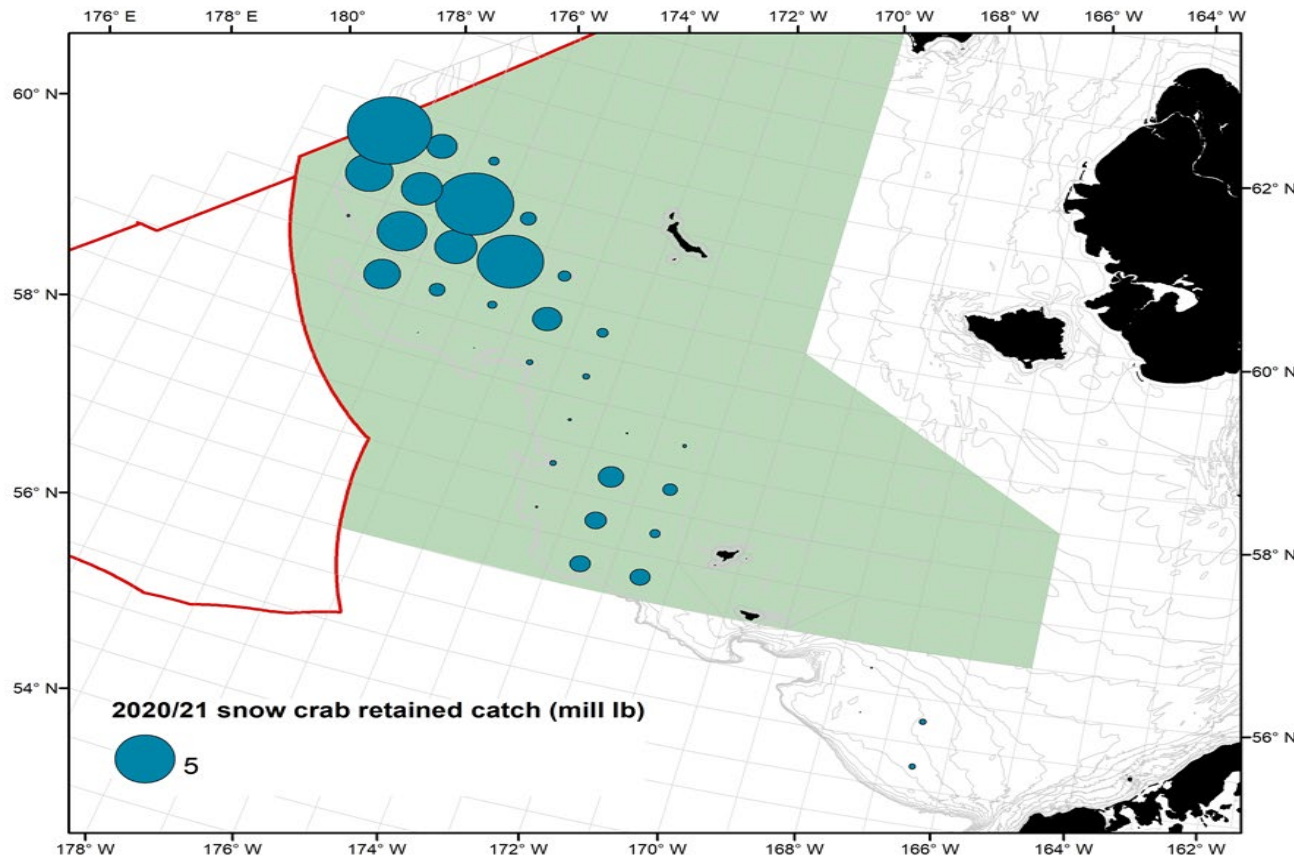 176° E 180° 178° W 176° W 174° W 172° W 170° W 168° W 166° W 164° W
60° N
62° N
58° N
60° N
56° N
58° N
54° N
56° N
2020/21 snow crab retained catch (mill lb)
5
178° W 176° W 174° W 172° W 170° W 168° W 166° W 164° W 162° W